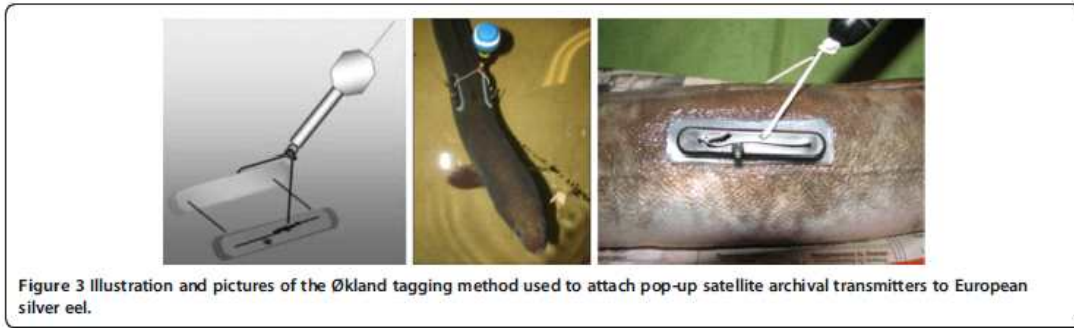 Figure 3 Illustration and pictures of the Økland tagging method used to attach pop-up satellite archival transmitters to European
silver eel.